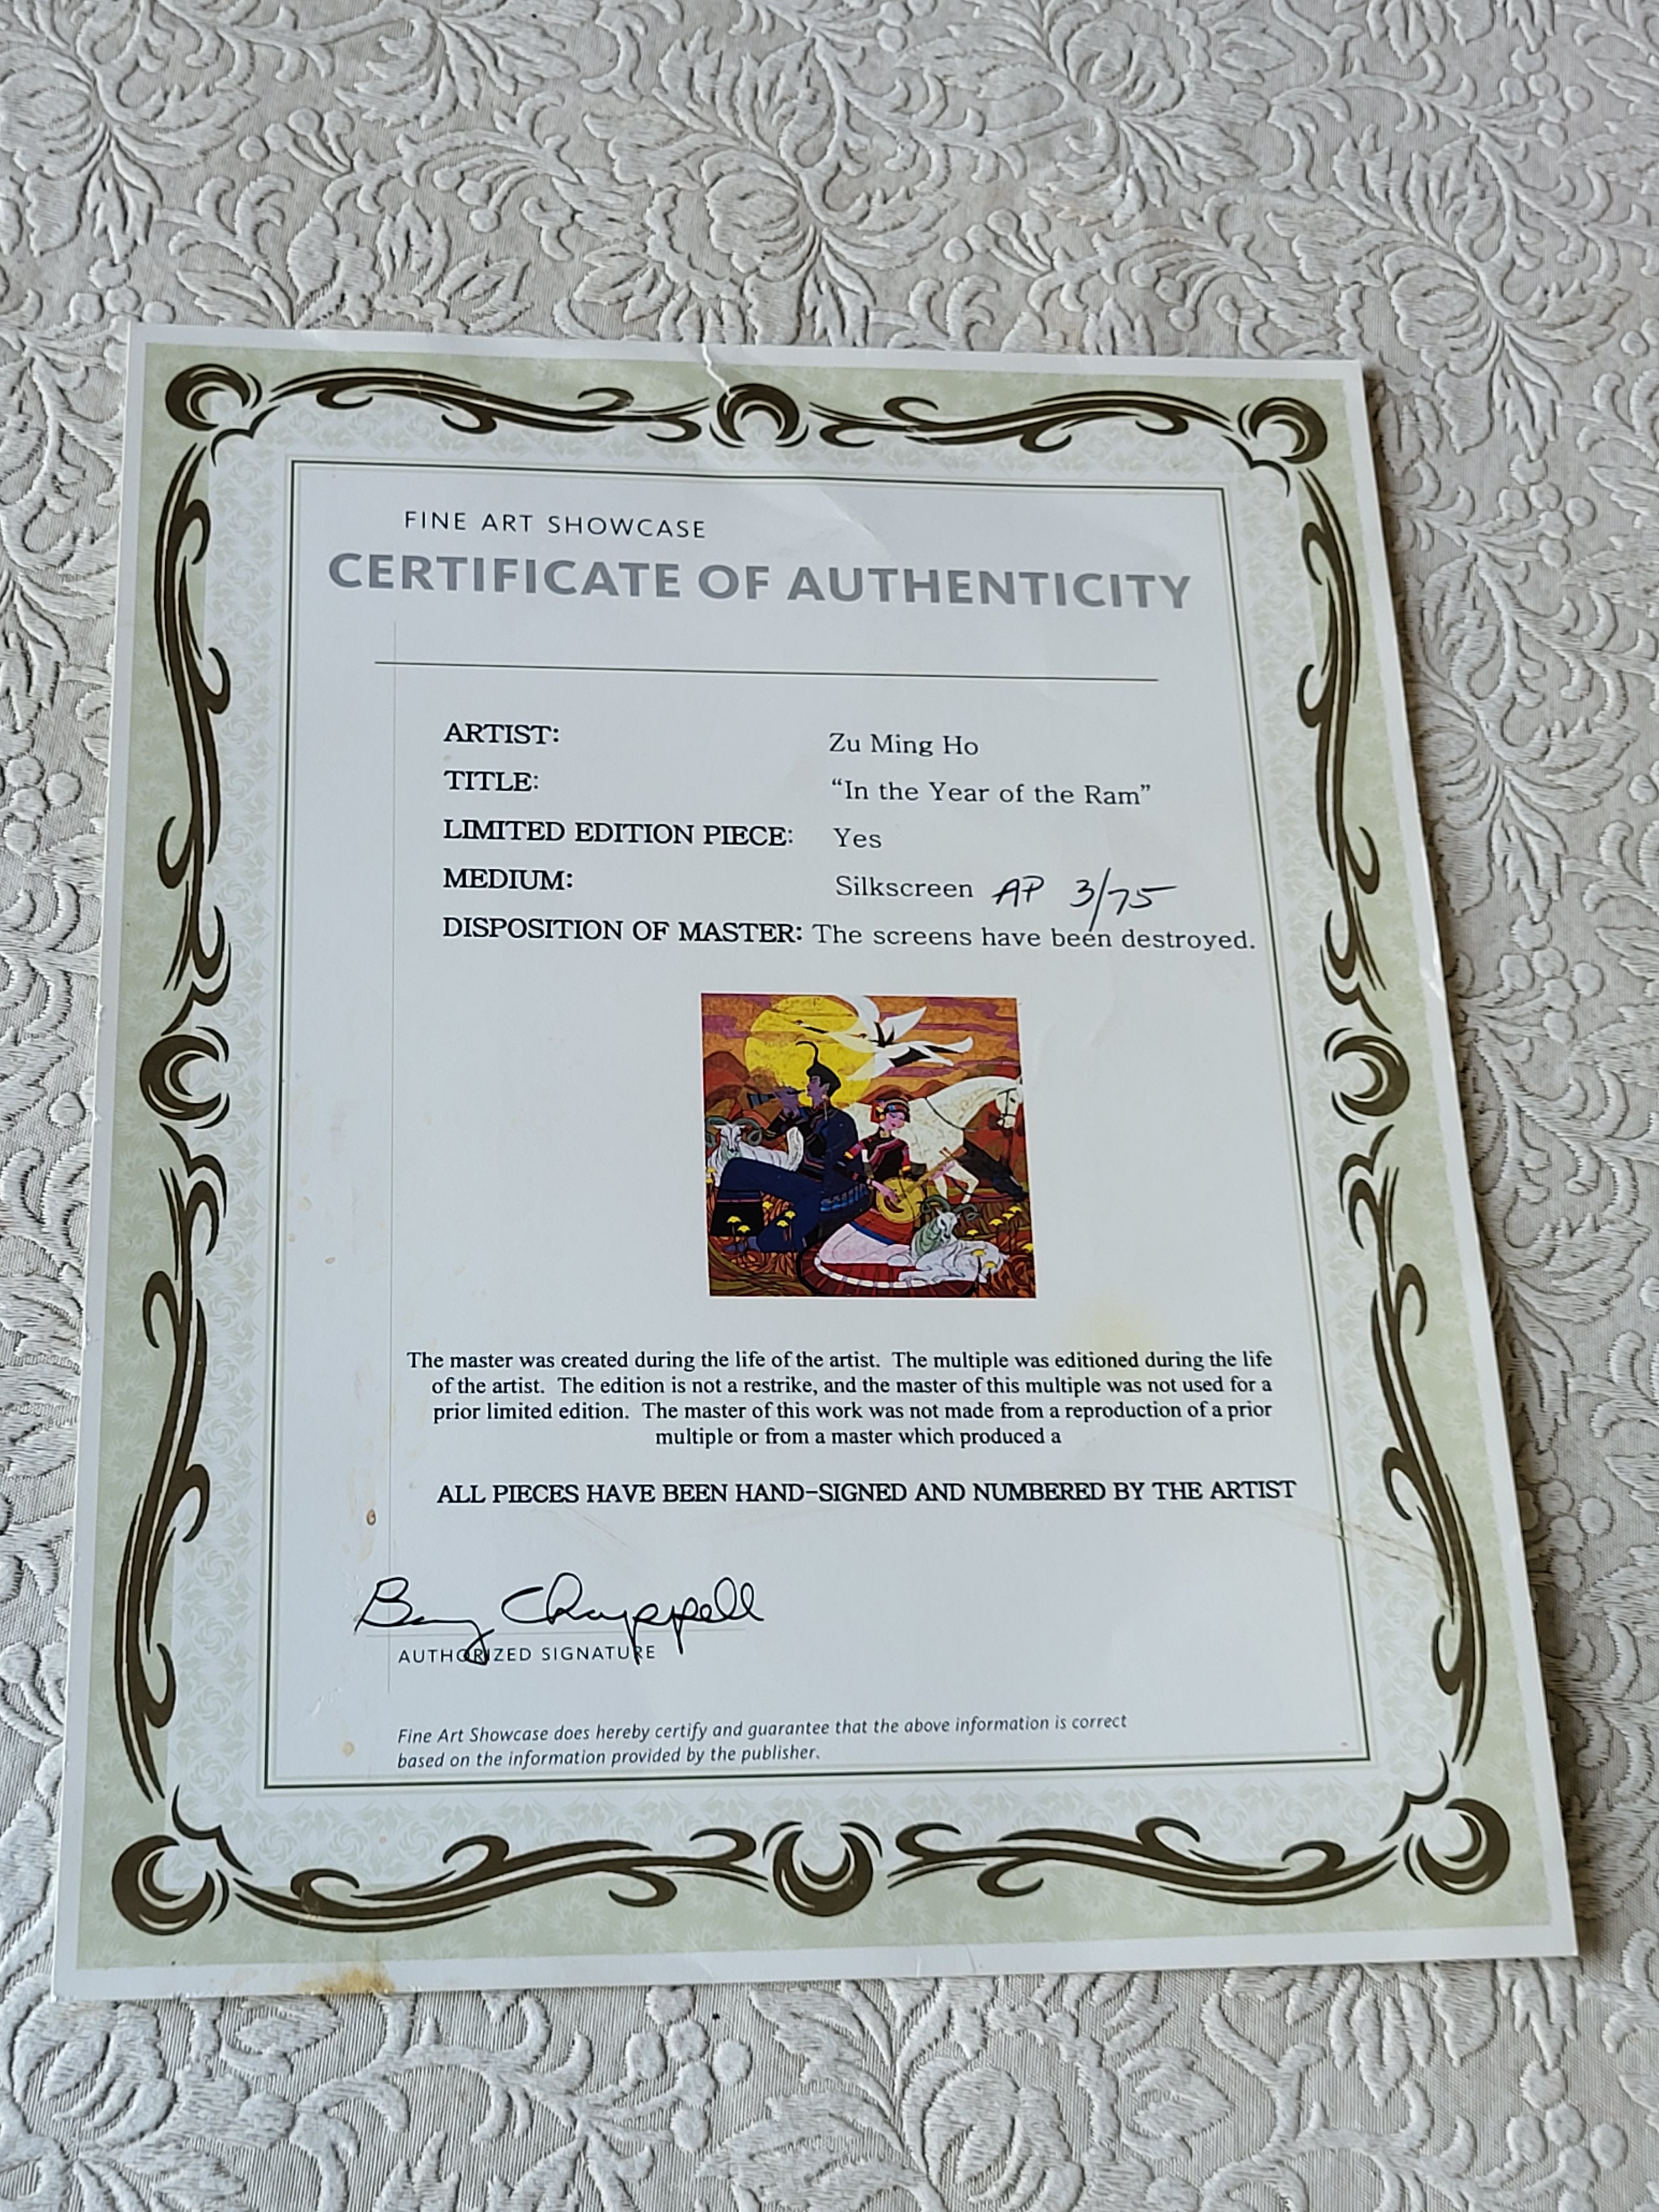 FINE ART SHOWCASE
CERTIFICATE OF AUTHENTICITY
ARTIST: Zu Ming Ho
TITLE: “In the Year of the Ram”
LIMITED EDITION PIECE: Yes
MEDIUM: Silkscreen AP 3/75
DISPOSITION OF MASTER: The screens have been destroyed.
The master was created during the life of the artist. The multiple was editioned during the life
of the artist. The edition is not a restrike, and the master of this multiple was not used for a
prior limited edition. The master of this work was not made from a reproduction of a prior
multiple or from a master which produced a
ALL PIECES HAVE BEEN HAND-SIGNED AND NUMBERED BY THE ARTIST
Chappell
AUTHORIZED SIGNATURE
Fine Art Showcase does hereby certify and guarantee that the above information is correct
based on the information provided by the publisher.